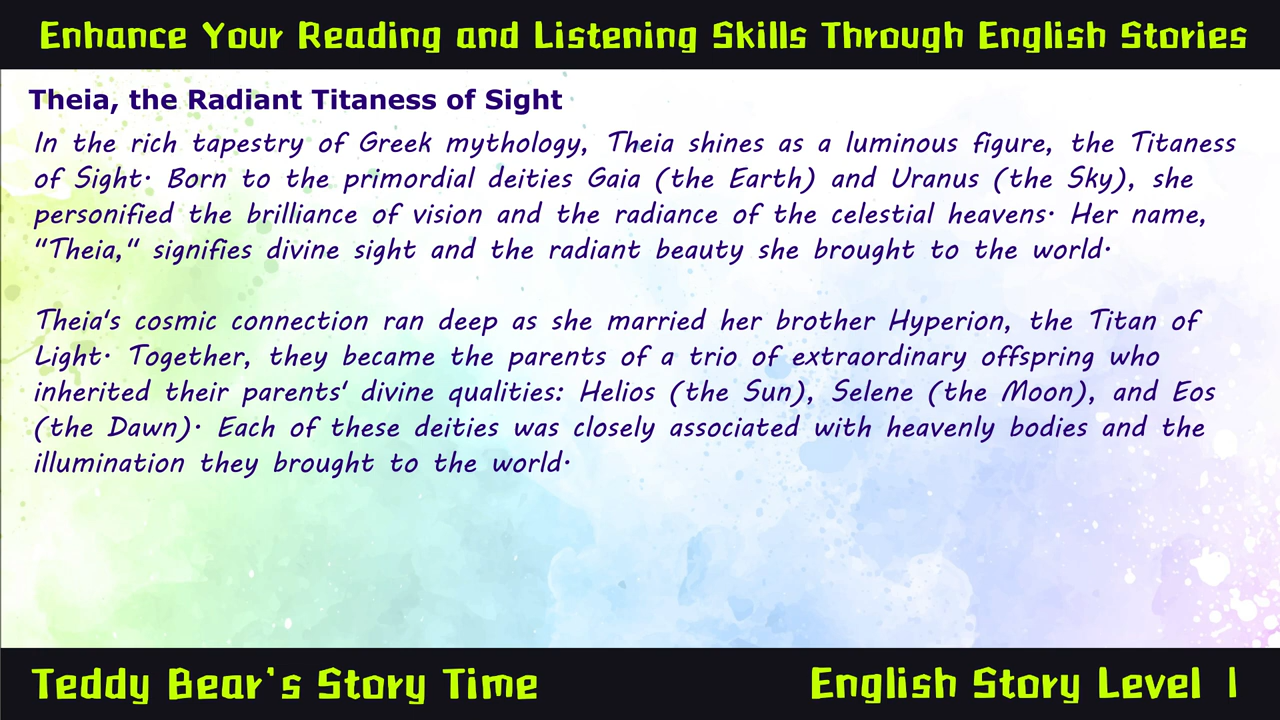 Enhance Your Reading and Listening Skills Through English Stories
Theia, the Radiant Titaness of Sight
In the rich tapestry of Greek mythology, Theia shines as a luminous figure, the Titaness
of Sight. Born to the primordial deities Gaia (the Earth) and Uranus (the Sky), she
personified the brilliance of vision and the radiance of the celestial heavens. Her name,
"Theia," signifies divine sight and the radiant beauty she brought to the world.
Theia's cosmic connection ran deep as she married her brother Hyperion, the Titan of
Light. Together, they became the parents of a trio of extraordinary offspring who
inherited their parents' divine qualities: Helios (the Sun), Selene (the Moon), and Eos
(the Dawn). Each of these deities was closely associated with heavenly bodies and the
illumination they brought to the world.
Teddy Bear's Story Time
English Story Level 1